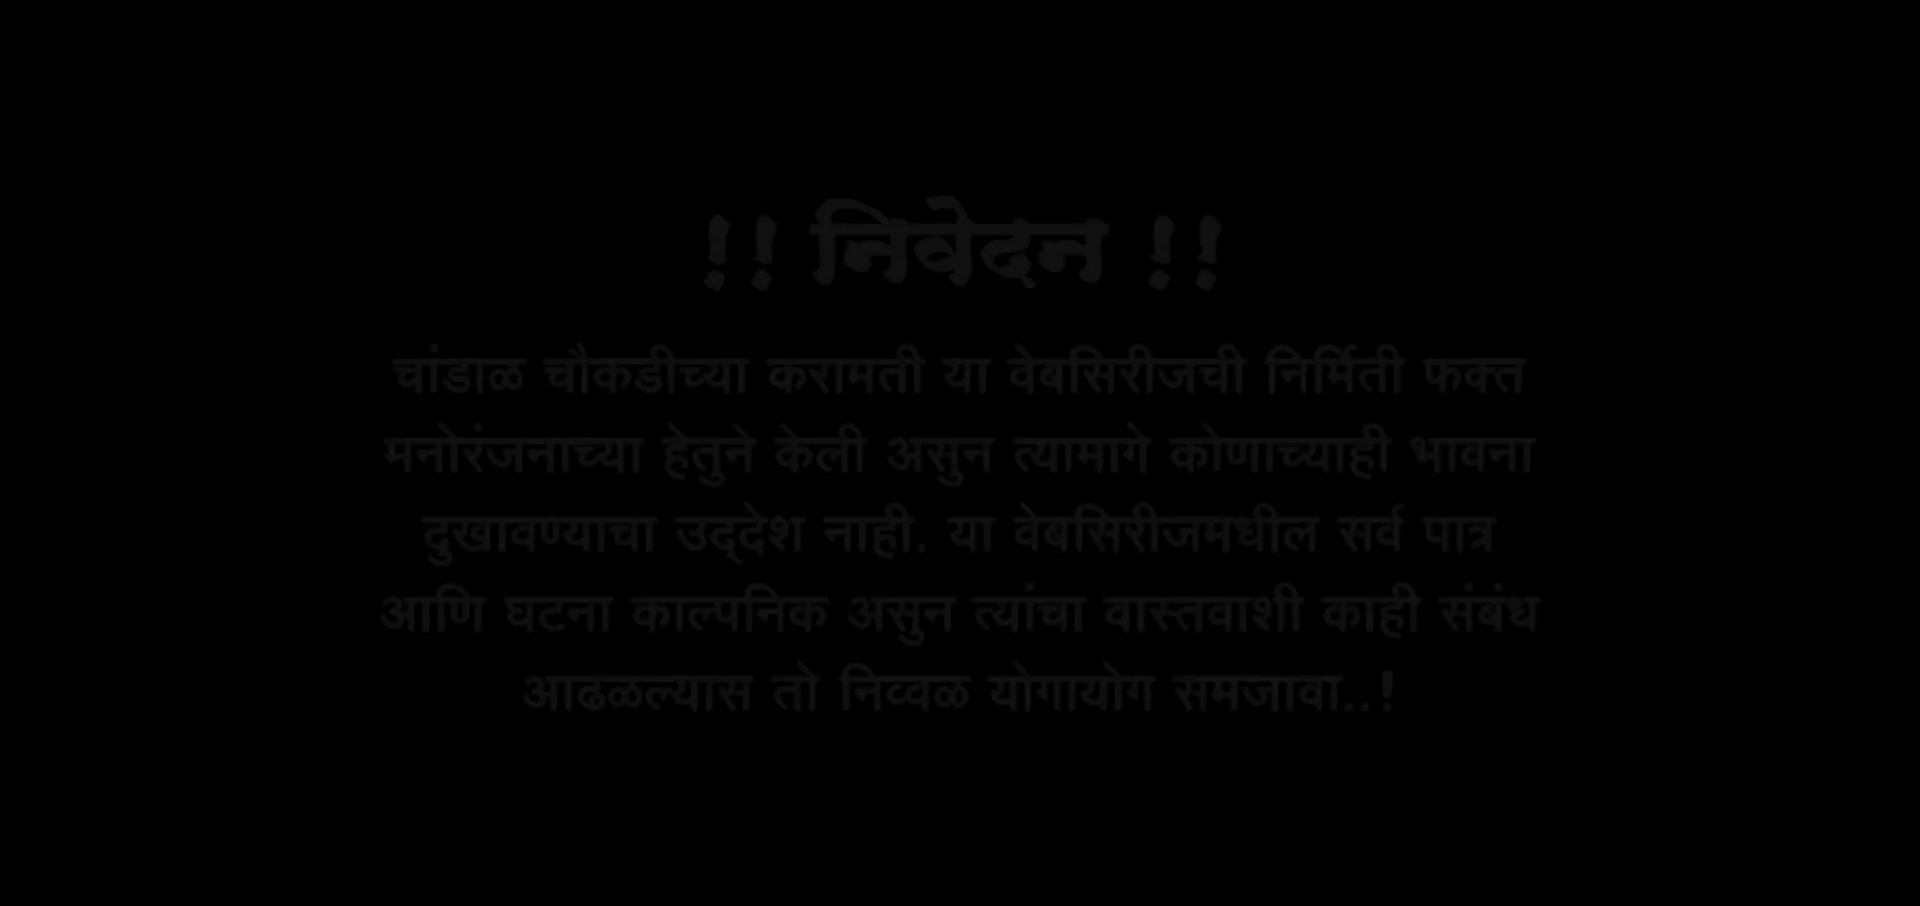 !! निवेदन !!
चांडाळ चौकडीच्या करामती या वेबसिरीजची निर्मिती फक्त
मनोरंजनाच्या हेतुने केली असुन त्यामागे कोणाच्याही भावना
दुखावण्याचा उद्‌देश नाही. या वेबसिरीजमधील सर्व पात्र
आणि घटना काल्पनिक असुन त्यांचा वास्तवाशी काही संबंध
आढळल्यास तो निव्वळ योगायोग समजावा..!